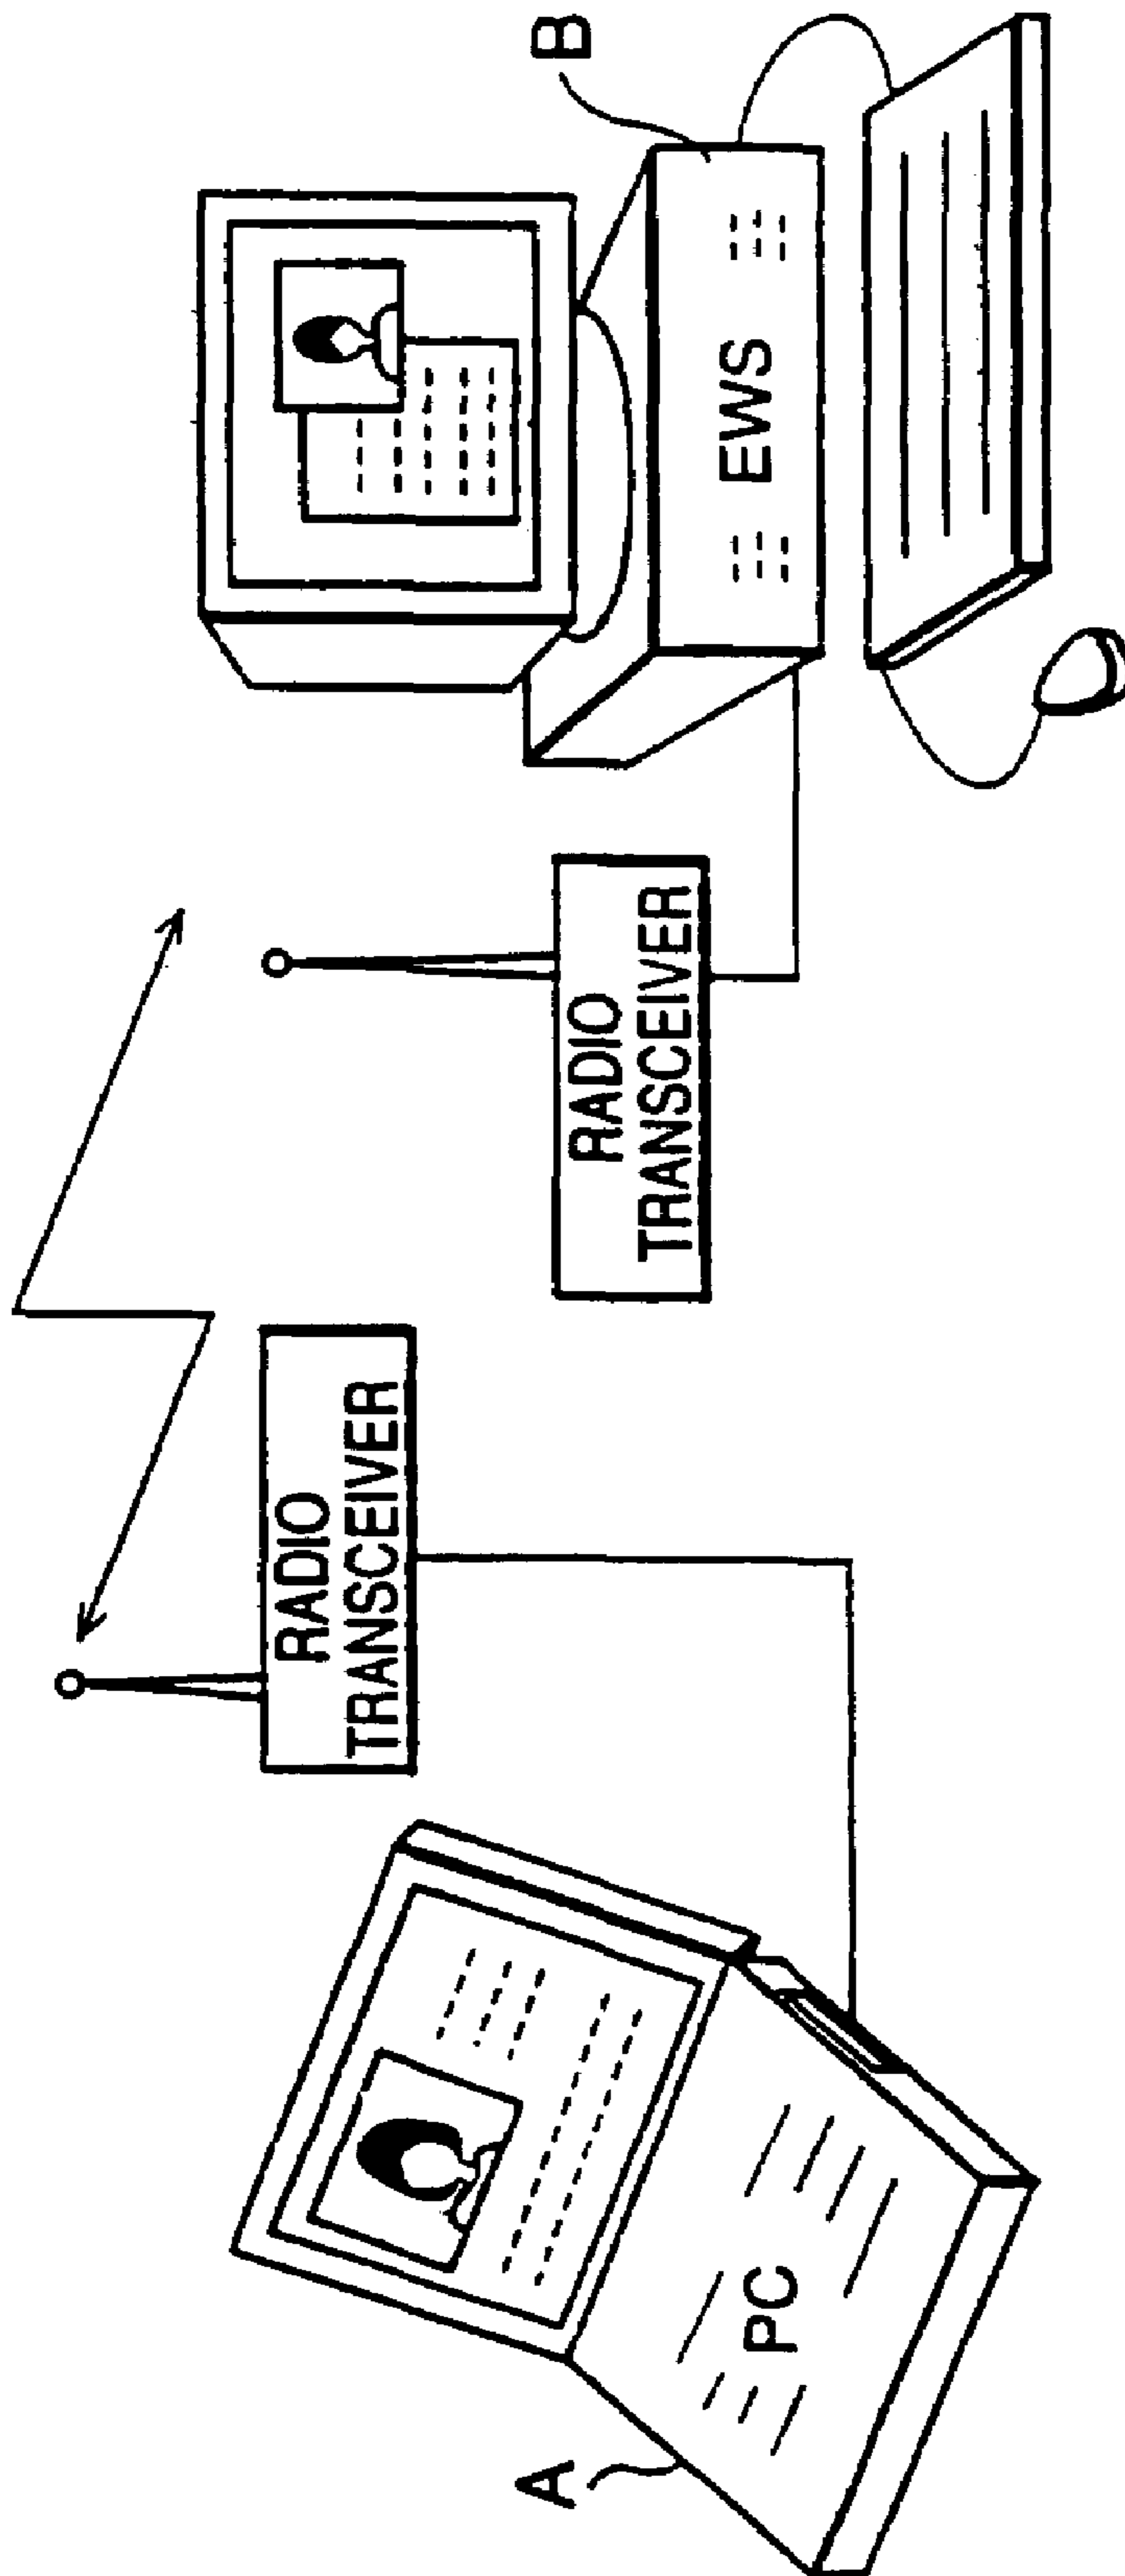 A
PC
RADIO
TRANSCEIVER
RADIO
TRANSCEIVER
B
EWS